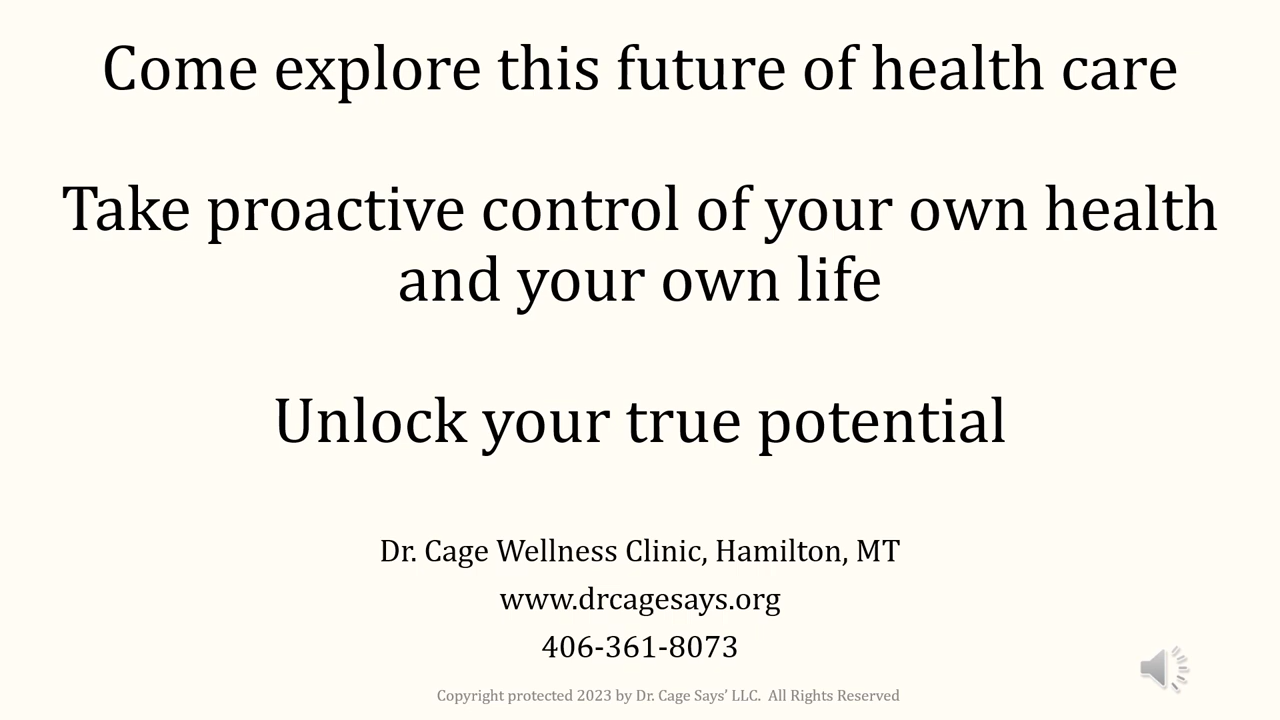 Come explore this future of health care
Take proactive control of your own health
and your own life
Unlock your true potential
Dr. Cage Wellness Clinic, Hamilton, MT
www.drcagesays.org
406-361-8073
Copyright protected 2023 by Dr. Cage Says’ LLC.  All Rights Reserved